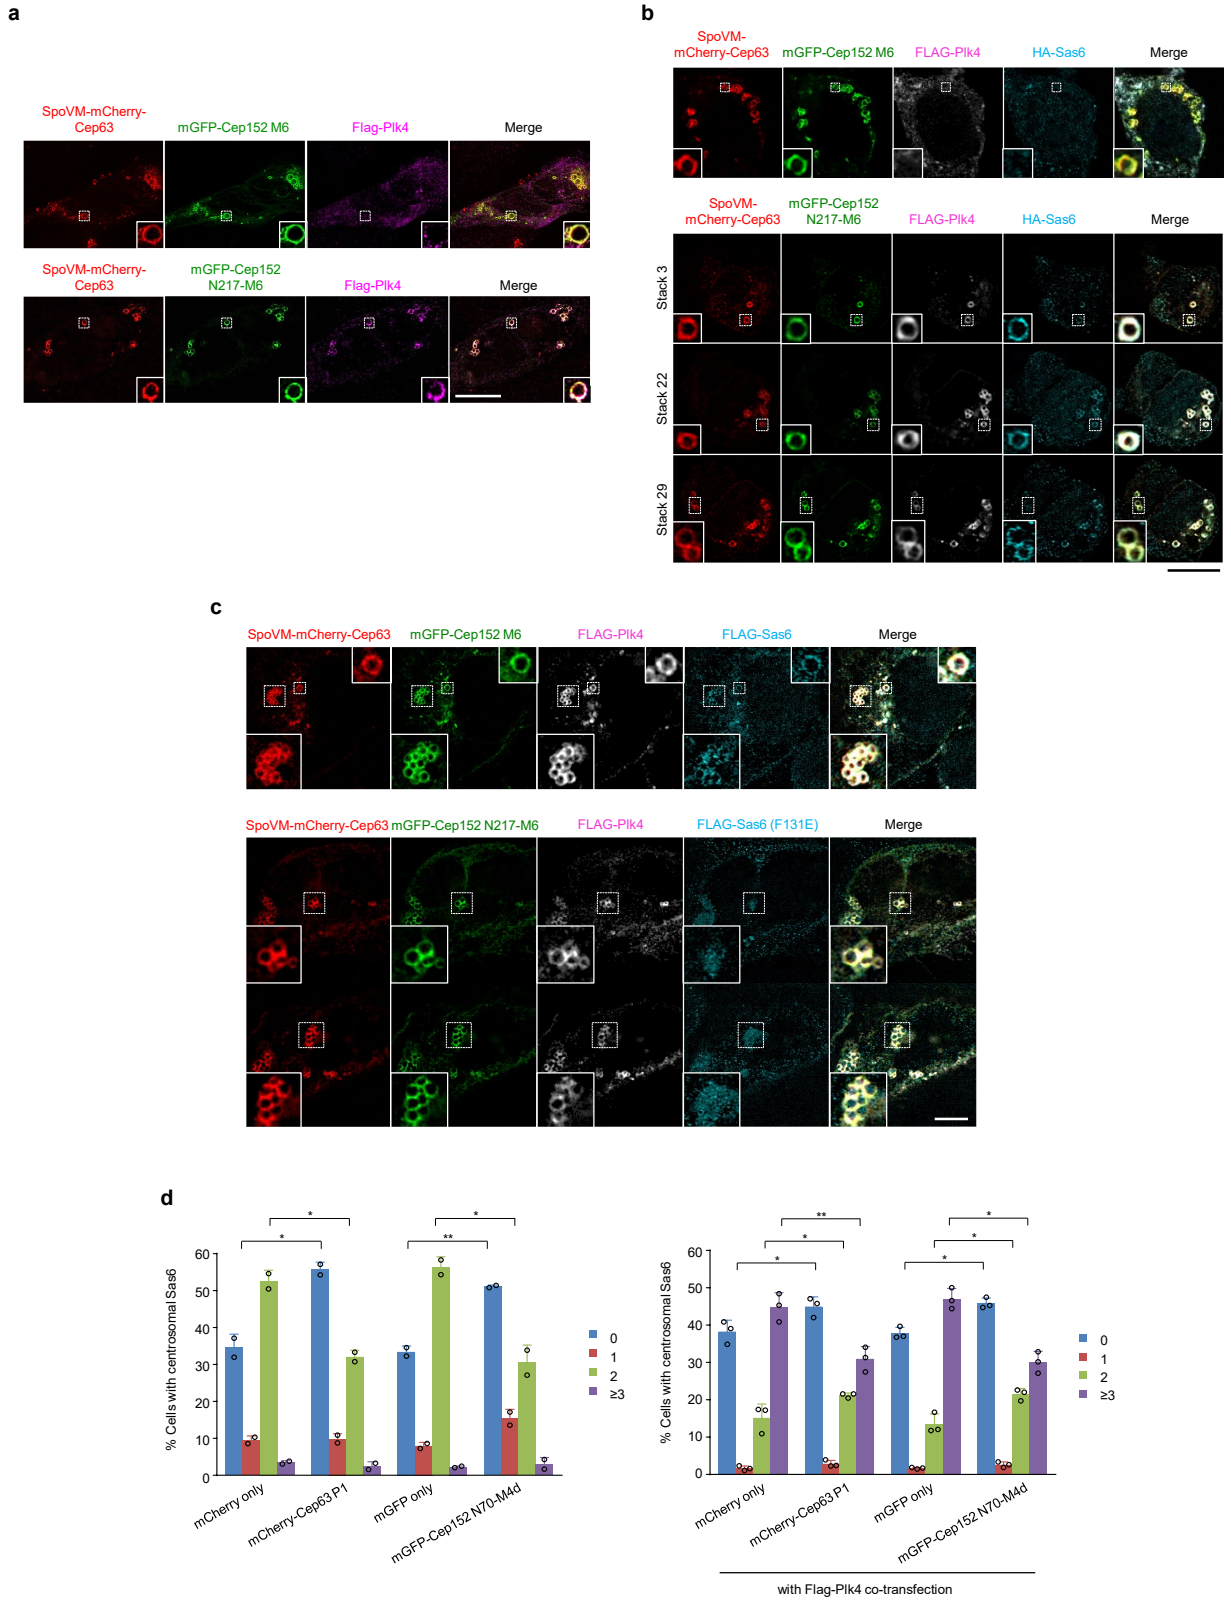 a
SpoVM-mCherry-
Cep63
mGFP-Cep152 M6
Flag-Plk4
Merge
SpoVM-mCherry-
Cep63
mGFP-Cep152
N217-M6
Flag-Plk4
Merge
b
SpoVM-
mCherry-Cep63
mGFP-Cep152 M6
FLAG-Plk4
HA-Sas6
Merge
SpoVM-
mCherry-Cep63
mGFP-Cep152
N217-M6
FLAG-Plk4
HA-Sas6
Merge
Stack 3
Stack 22
Stack 29
c
SpoVM-mCherry-Cep63
mGFP-Cep152 M6
FLAG-Plk4
FLAG-Sas6
Merge
SpoVM-mCherry-Cep63
mGFP-Cep152 N217-M6
FLAG-Plk4
FLAG-Sas6 (F131E)
Merge
d
% Cells with centrosomal Sas6
60
50
40
30
20
10
0
*
*
*
**
mCherry only
mCherry-Cep63 P1
mGFP only
mGFP-Cep152 N70-M4d
0
1
2
≥3
% Cells with centrosomal Sas6
60
50
40
30
20
10
0
**
*
*
*
*
*
mCherry only
mCherry-Cep63 P1
mGFP only
mGFP-Cep152 N70-M4d
0
1
2
≥3
with Flag-Plk4 co-transfection